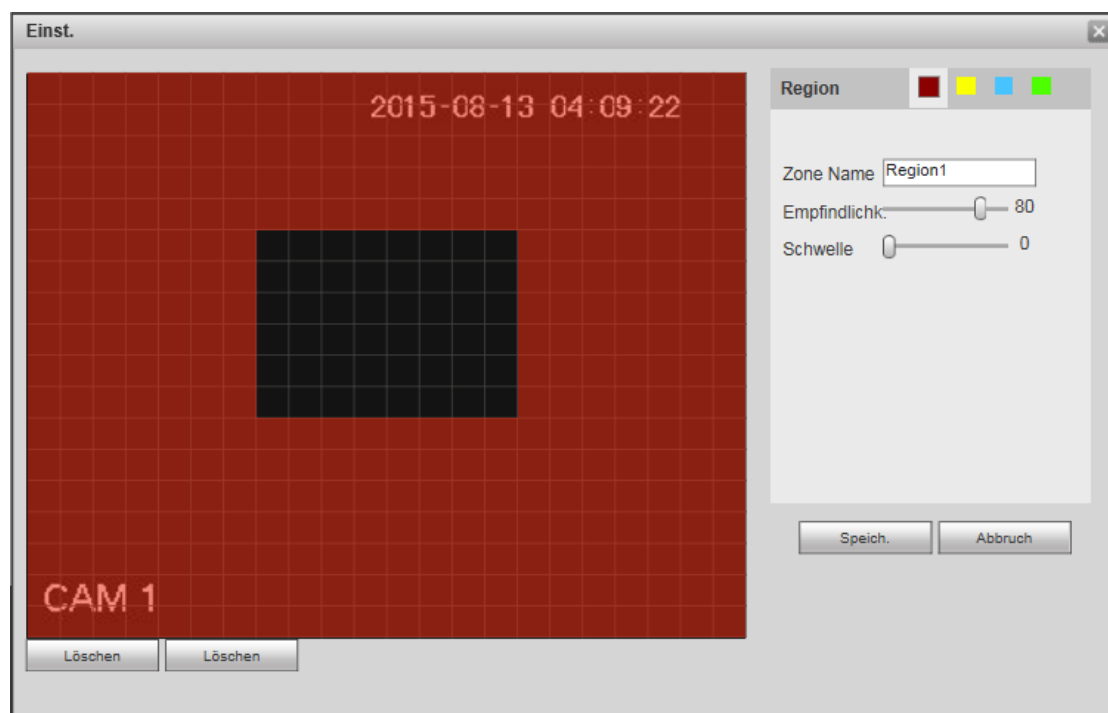 Einst.
2015-08-13 04:09:22
Region
Zone Name Region1
Empfindlichk. 80
Schwelle 0
Speich. Abbruch
CAM 1
Löschen Löschen